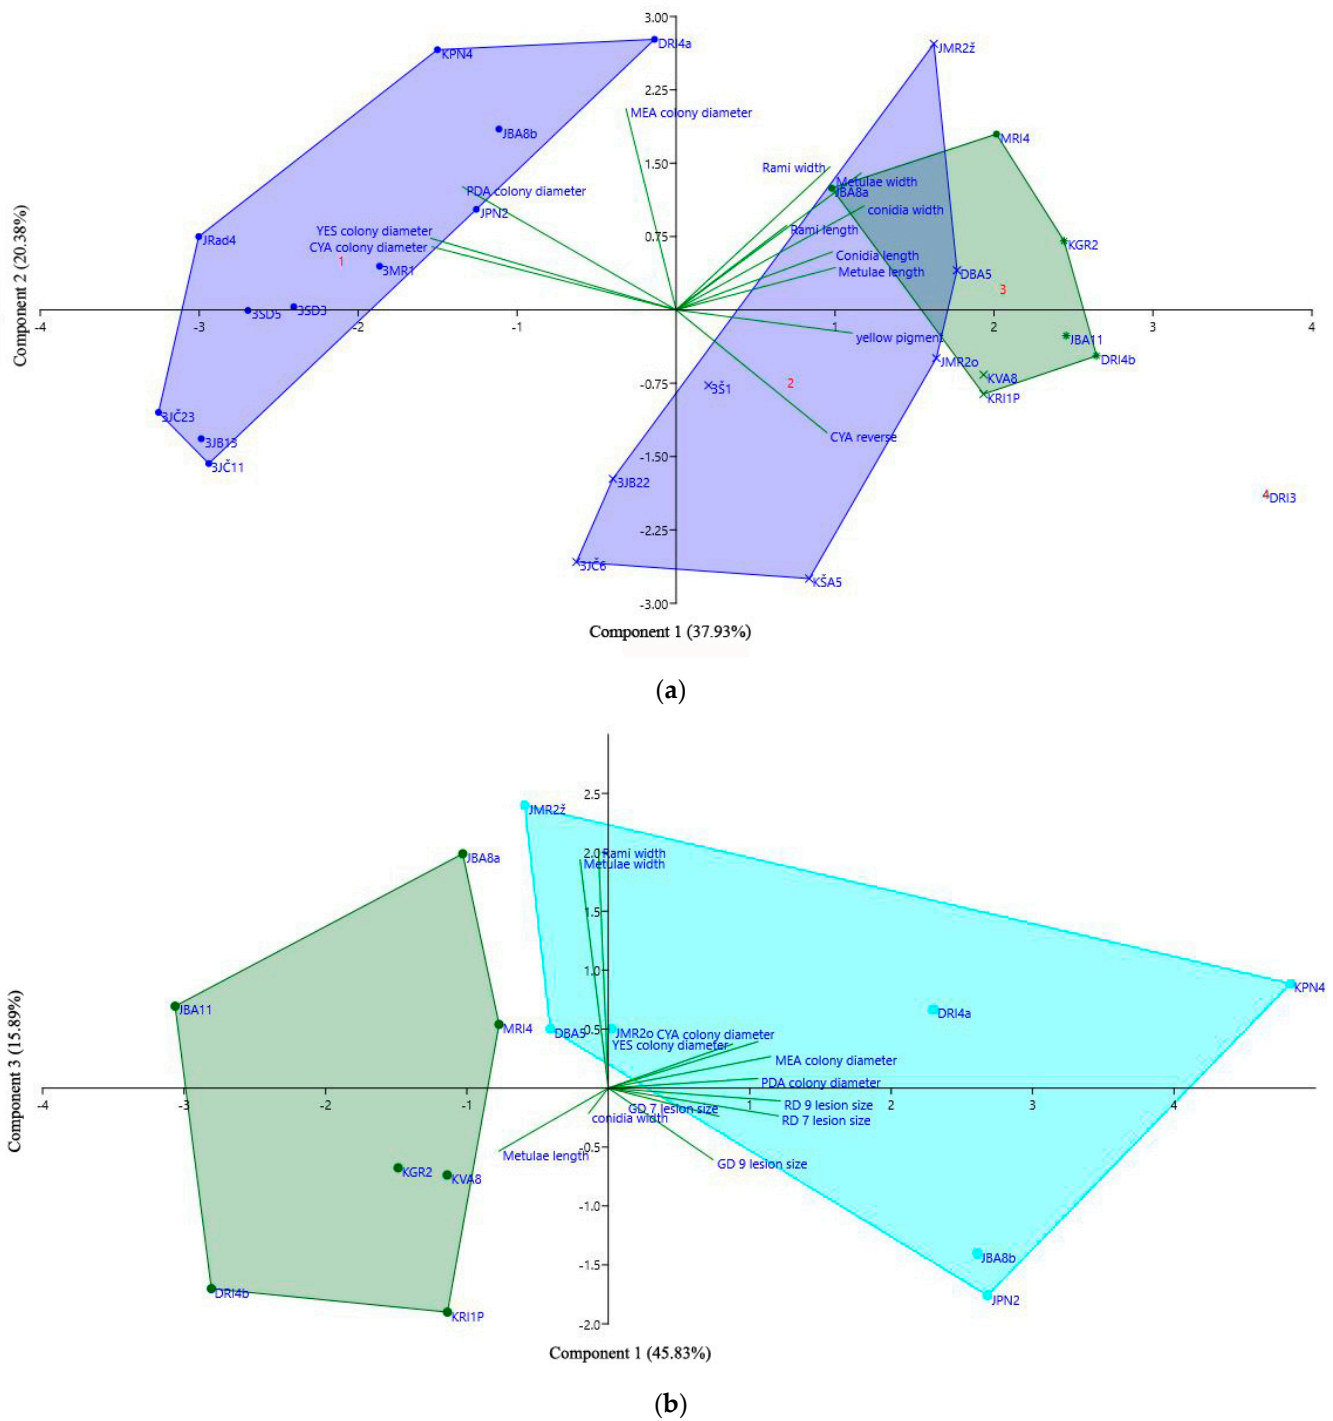 3.00
DRI4a
JMR2ž
KPN4
2.25
MEA colony diameter
JBA8b
MRI4
1.50
Rami width
Metulae width
PDA colony diameter
JBA8a
conidia width
JPN2
YES colony diameter
Rami length
JRad4
0.75
KGR2
CYA colony diameter
Conidia length
1
3MR1
Metulae length
DBA5
3
3SD5
3SD3
-4
-3
-2
-1
1
2
3
4
yellow pigment
JBA11
JMR2o
DRI4b
-0.75
3Š1
2
KVA8
KRI1P
3JČ23
CYA reverse
3JB13
-1.50
3JČ11
3JB22
4
DRI3
-2.25
3JČ6
KŠA5
-3.00
Component 2 (20.38%)
Component 1 (37.93%)
(a)
2.5
JMR2ž
JBA8a
2.0
Rami width
Metulae width
1.5
1.0
KPN4
JBA11
DRI4a
MRI4
DBA5
0.5
JMR2o
CYA colony diameter
YES colony diameter
MEA colony diameter
PDA colony diameter
-4
-3
-2
-1
1
2
3
4
RD 9 lesion size
GD 7 lesion size
conidia width
RD 7 lesion size
-0.5
Metulae length
GD 9 lesion size
KGR2
KVA8
-1.0
JBA8b
-1.5
DRI4b
JPN2
KRI1P
-2.0
Component 3 (15.89%)
Component 1 (45.83%)
(b)